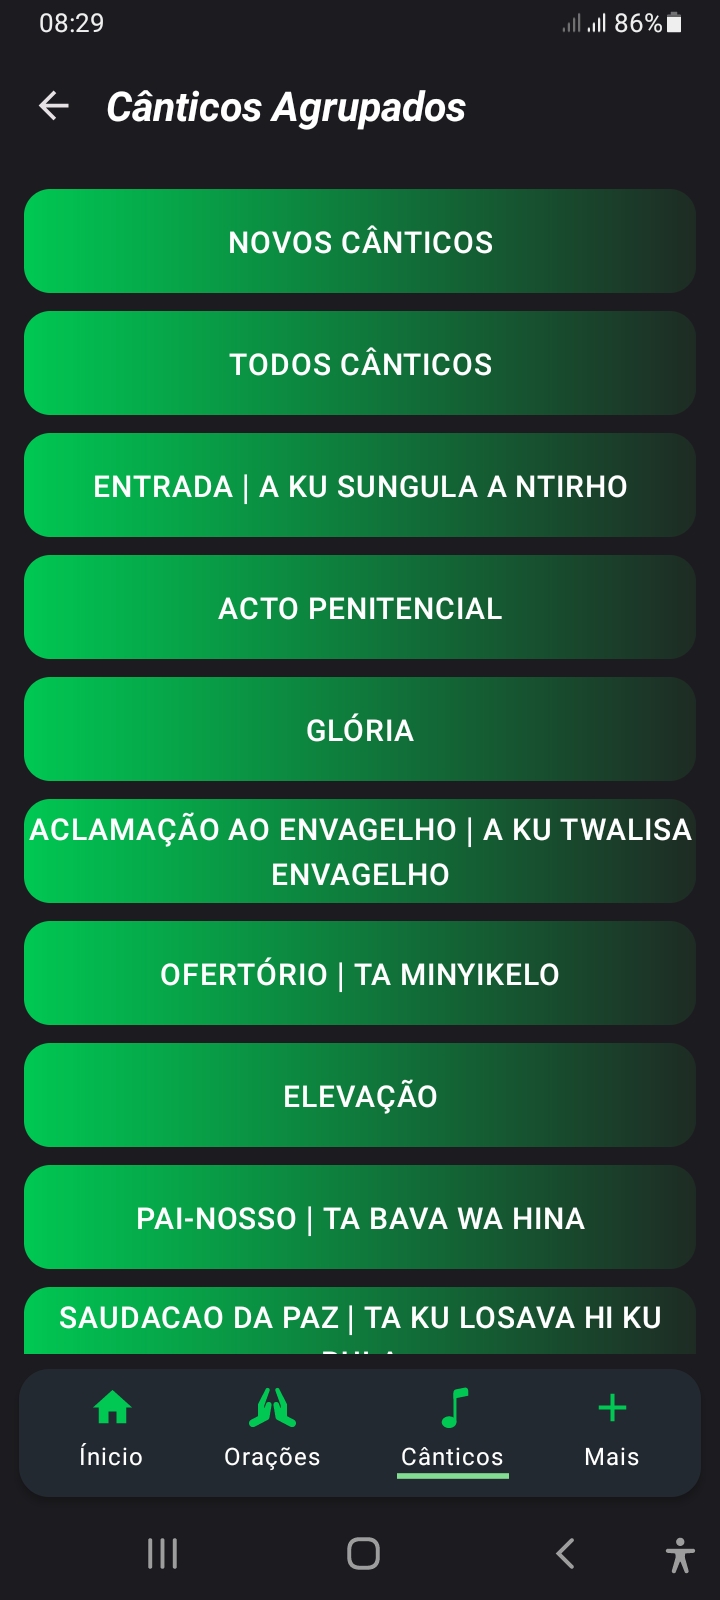 08:29
86%
Cânticos Agrupados
NOVOS CÂNTICOS
TODOS CÂNTICOS
ENTRADA | A KU SUNGULA A NTIRHO
ACTO PENITENCIAL
GLÓRIA
ACLAMAÇÃO AO ENVAGELHO | A KU TWALISA
ENVAGELHO
OFERTÓRIO | TA MINYIKELO
ELEVAÇÃO
PAI-NOSSO | TA BAVA WA HINA
SAUDACAO DA PAZ | TA KU LOSAVA HI KU
Ínicio
Orações
Cânticos
Mais